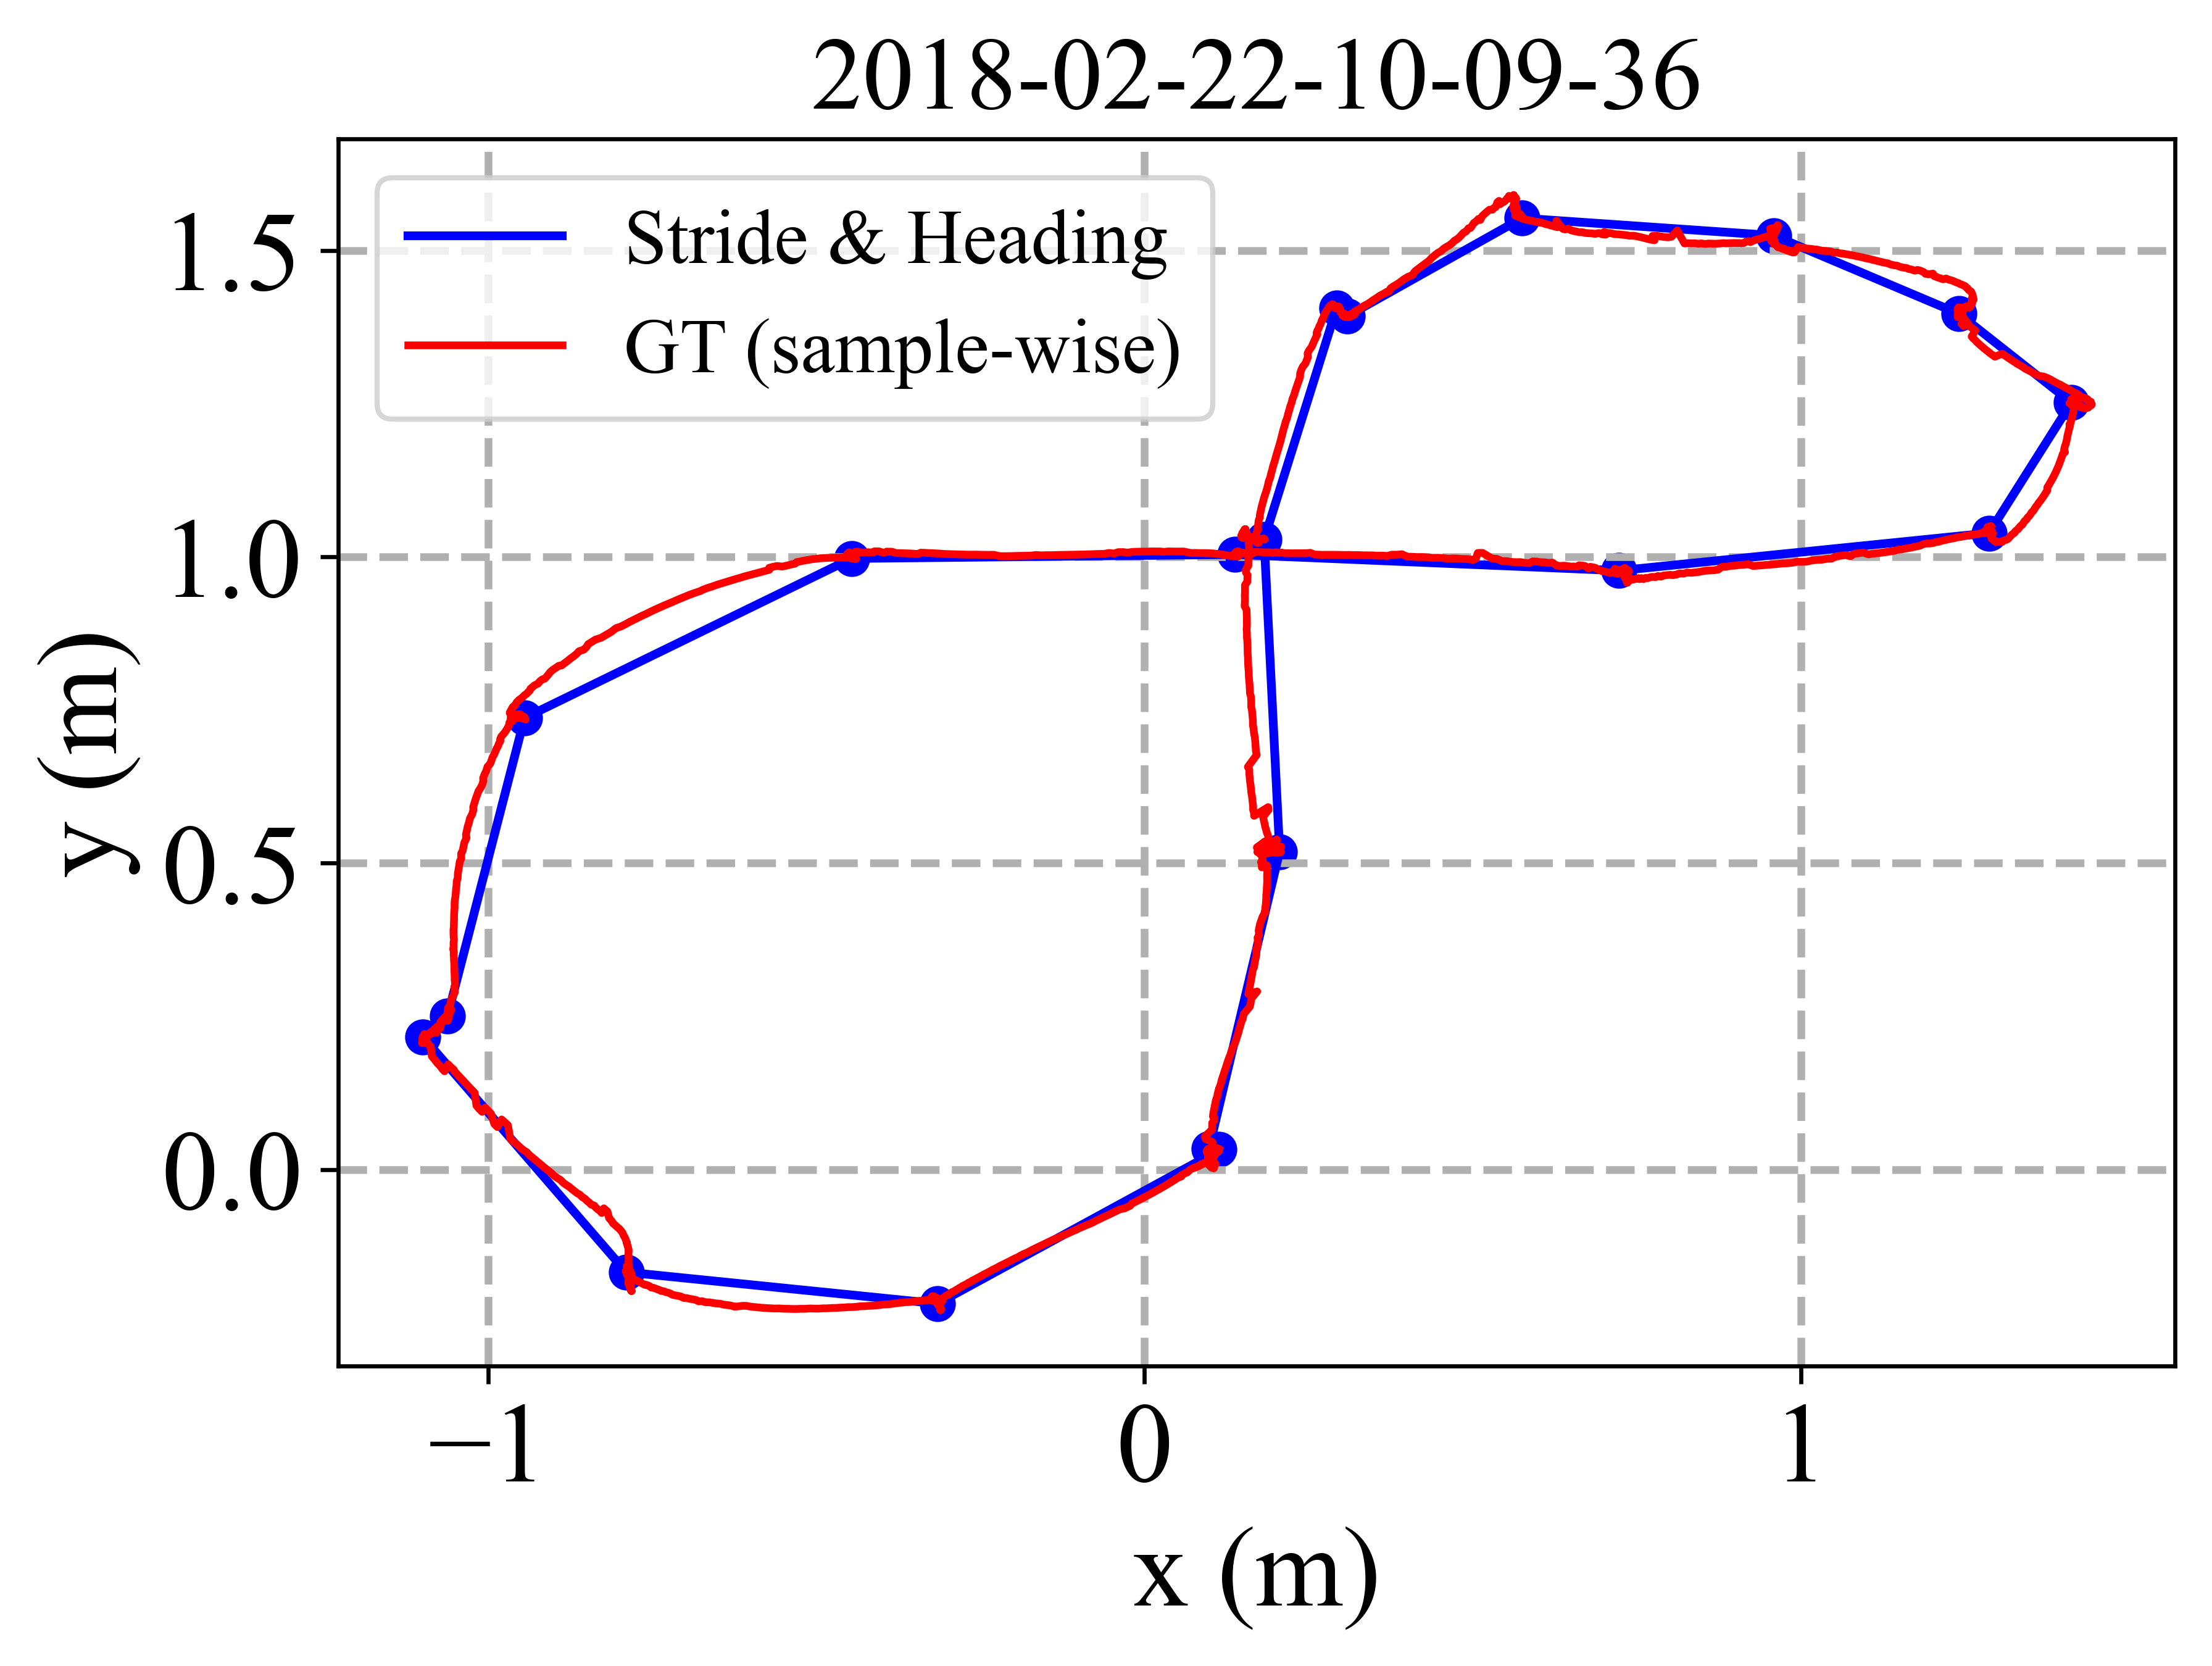 2018-02-22-10-09-36
Stride & Heading
GT (sample-wise)
1.5
1.0
0.5
0.0
y (m)
−1 0 1
x (m)